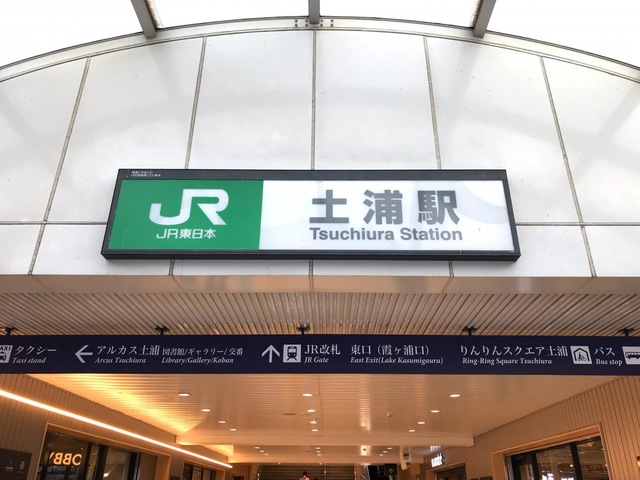 JR
JR東日本
土浦駅
Tsuchiura Station
タクシー
Taxi stand
アルカス土浦 図書館/ギャラリー/交番
Arcus Tsuchiura Library/Gallery/Koban
JR改札
JR Gate
東口（霞ヶ浦口）
East Exit(Lake Kasumigaura)
りんりんスクエア土浦
Ring-Ring Square Tsuchiura
バス
Bus stop